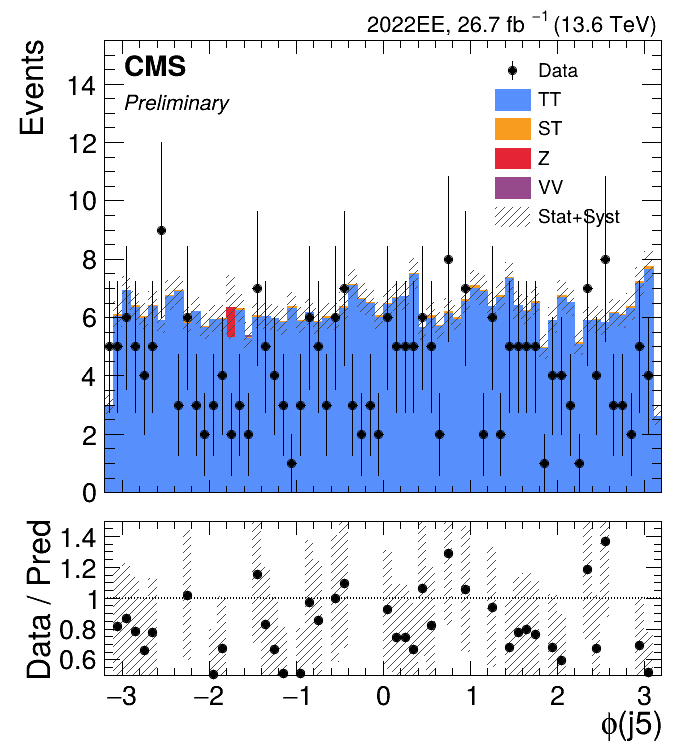 2022EE, 26.7 fb⁻¹ (13.6 TeV)
CMS
Preliminary
Data
TT
ST
Z
VV
Stat+Syst
Events
14
12
10
8
6
4
2
0
Data / Pred
1.4
1.2
1
0.8
0.6
−3 −2 −1 0 1 2 3
ϕ(j5)